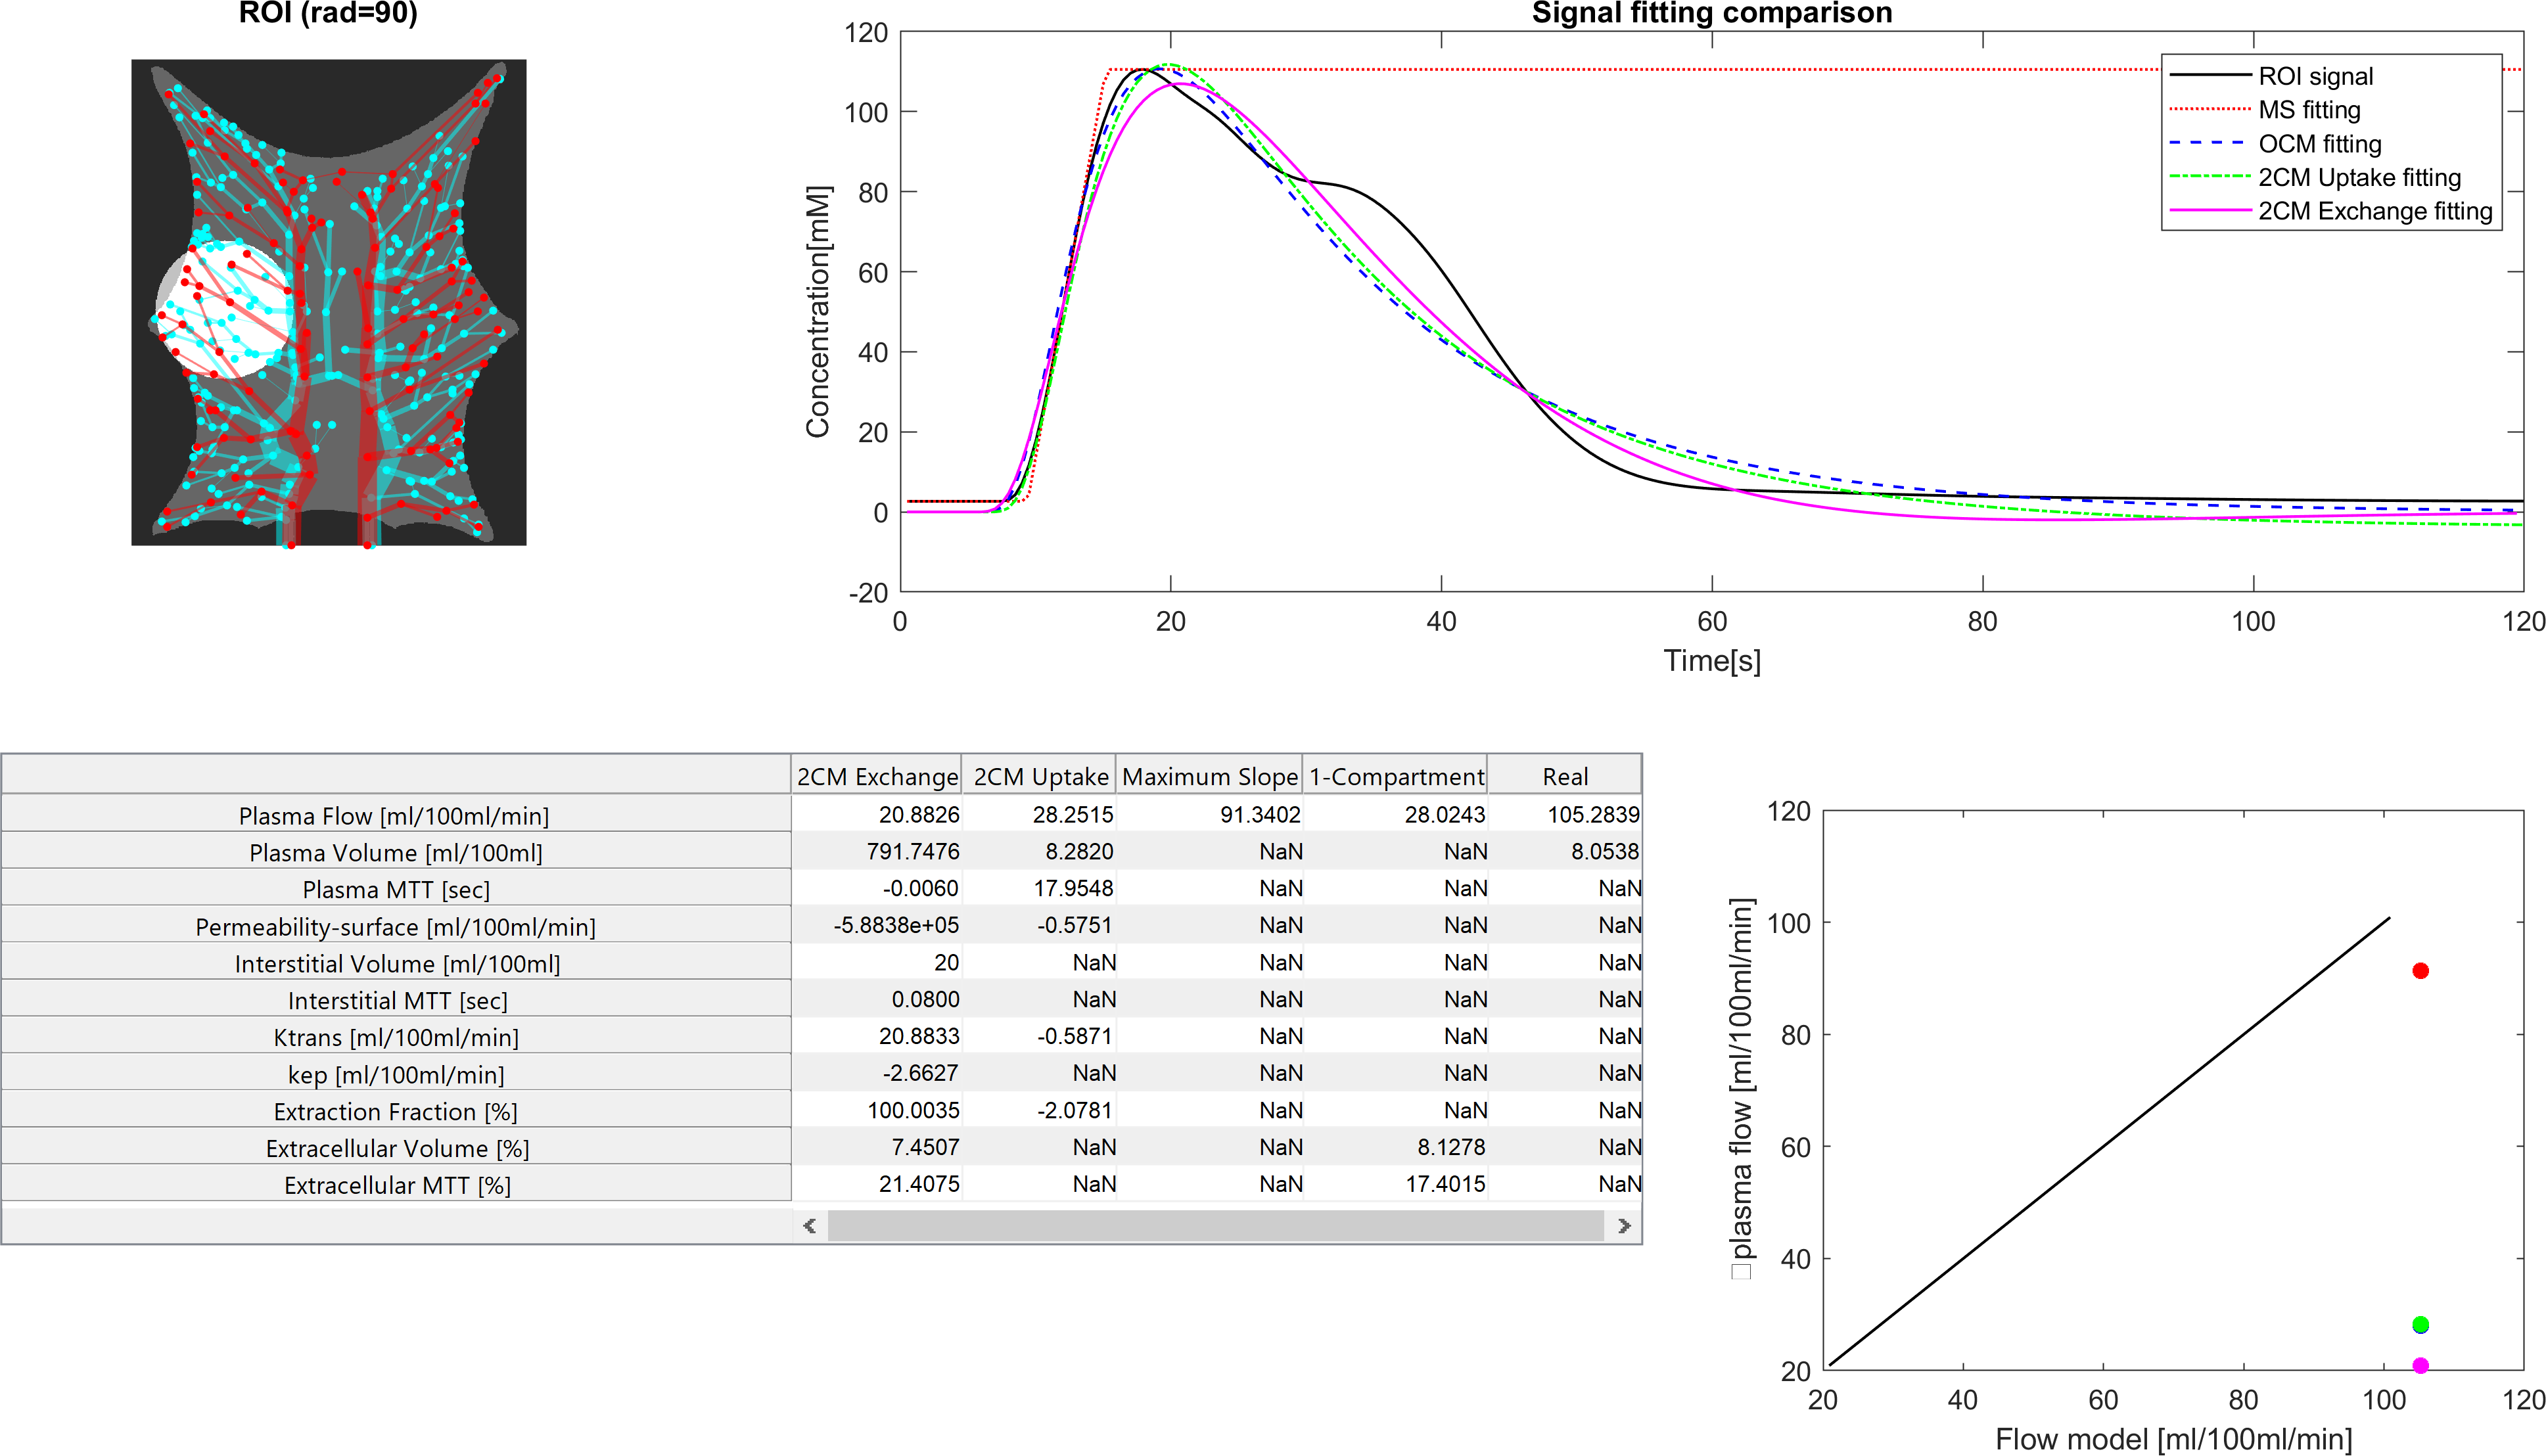 ROI (rad=90)
Signal fitting comparison
120
100
80
60
40
20
0
-20
Concentration[mM]
0 20 40 60 80 100 120
Time[s]
ROI signal
MS fitting
OCM fitting
2CM Uptake fitting
2CM Exchange fitting
2CM Exchange 2CM Uptake Maximum Slope 1-Compartment Real
Plasma Flow [ml/100ml/min] 20.8826 28.2515 91.3402 28.0243 105.2839
Plasma Volume [ml/100ml] 791.7476 8.2820 NaN NaN 8.0538
Plasma MTT [sec] -0.0060 17.9548 NaN NaN NaN
Permeability-surface [ml/100ml/min] -5.8838e+05 -0.5751 NaN NaN NaN
Interstitial Volume [ml/100ml] 20 NaN NaN NaN NaN
Interstitial MTT [sec] 0.0800 NaN NaN NaN NaN
Ktrans [ml/100ml/min] 20.8833 -0.5871 NaN NaN NaN
kep [ml/100ml/min] -2.6627 NaN NaN NaN NaN
Extraction Fraction [%] 100.0035 -2.0781 NaN NaN NaN
Extracellular Volume [%] 7.4507 NaN NaN 8.1278 NaN
Extracellular MTT [%] 21.4075 NaN NaN 17.4015 NaN
120
100
80
60
40
20
□plasma flow [ml/100ml/min]
20 40 60 80 100 120
Flow model [ml/100ml/min]